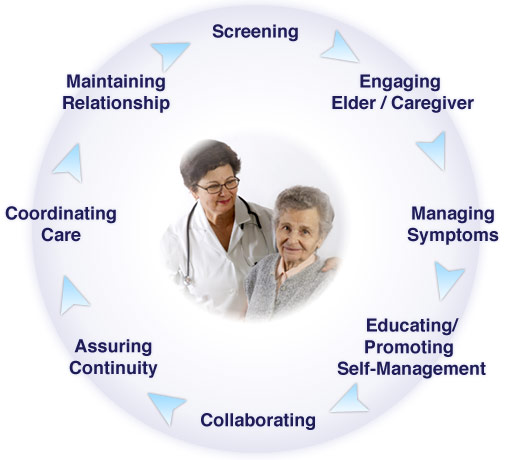 Screening
Engaging
Elder / Caregiver
Managing
Symptoms
Educating/
Promoting
Self-Management
Collaborating
Assuring
Continuity
Coordinating
Care
Maintaining
Relationship